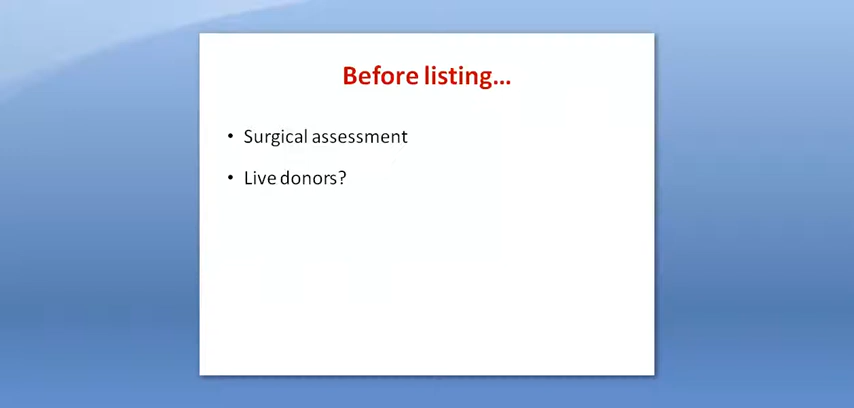 Before listing...
• Surgical assessment
• Live donors?